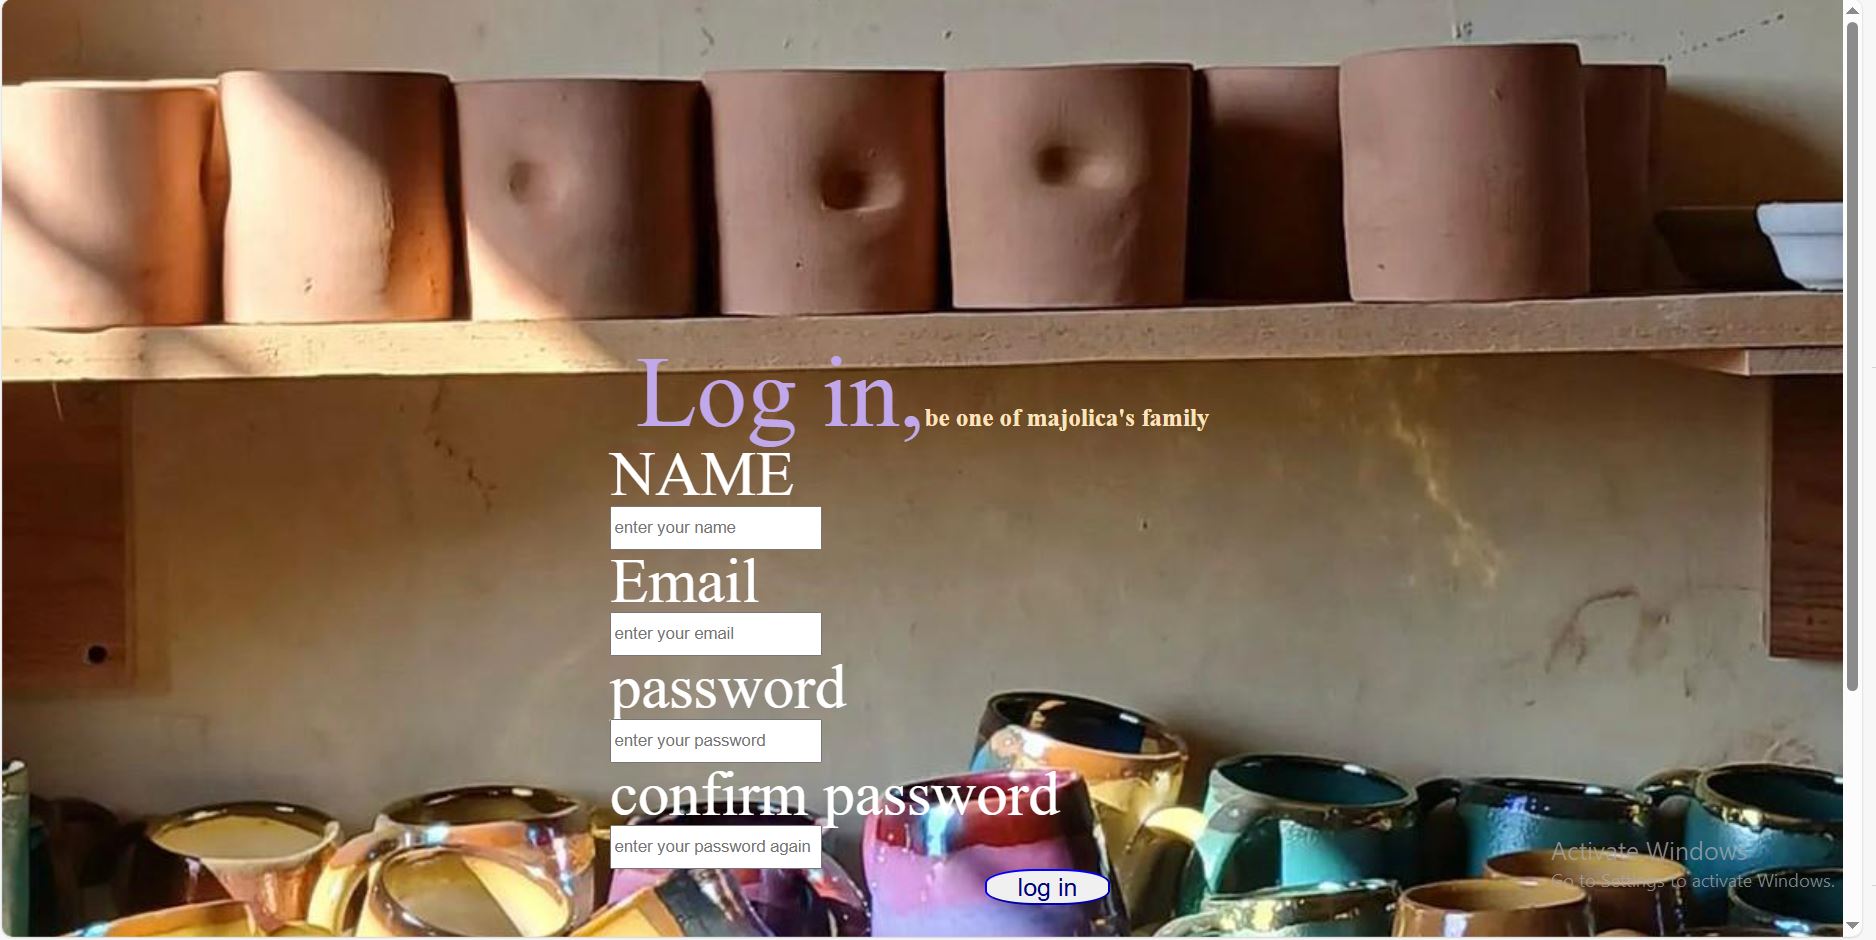 Log in, be one of majolica's family
NAME
enter your name
Email
enter your email
password
enter your password
confirm password
enter your password again
log in
Activate Windows
Go to Settings to activate Windows.